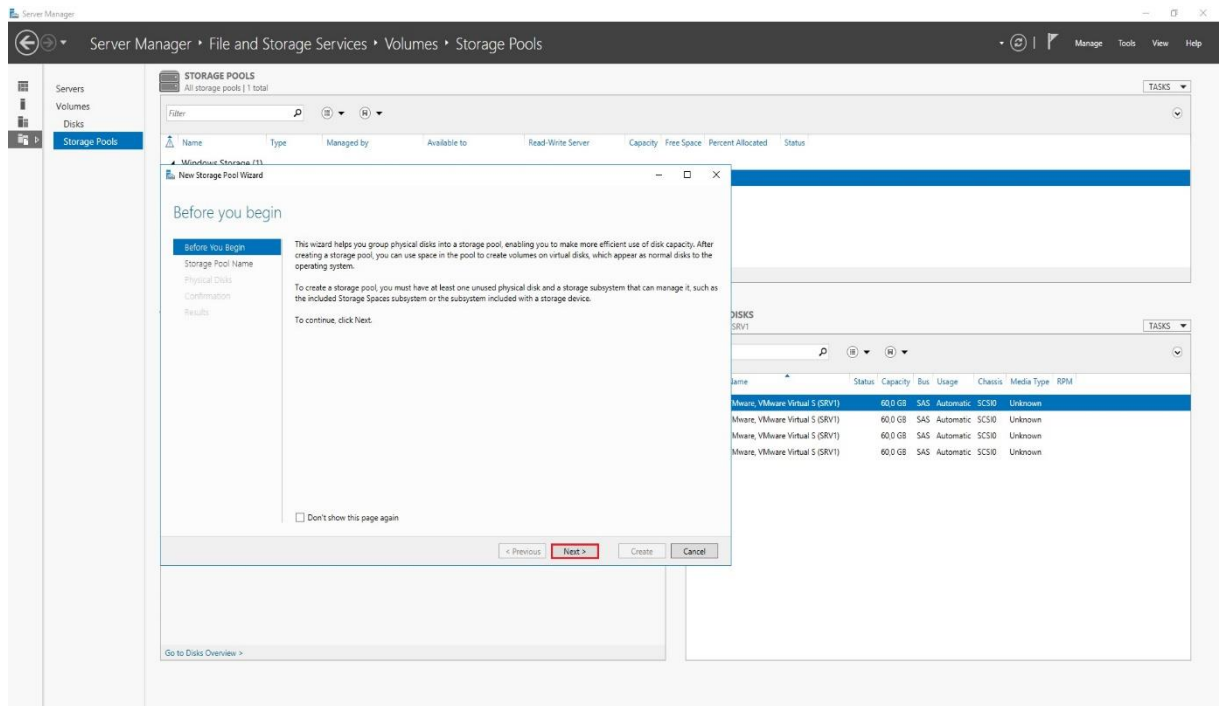 Server Manager
Server Manager ‣ File and Storage Services ‣ Volumes ‣ Storage Pools
Manage Tools View Help
Servers
Volumes
Disks
Storage Pools
STORAGE POOLS
All storage pools | 1 total
TASKS
Filter
Name Type Managed by Available to Read-Write Server Capacity Free Space Percent Allocated Status
Windows Storage (1)
New Storage Pool Wizard
Before you begin
Before You Begin
Storage Pool Name
Physical Disks
Confirmation
Results
This wizard helps you group physical disks into a storage pool, enabling you to make more efficient use of disk capacity. After
creating a storage pool, you can use space in the pool to create volumes on virtual disks, which appear as normal disks to the
operating system.
To create a storage pool, you must have at least one unused physical disk and a storage subsystem that can manage it, such as
the included Storage Spaces subsystem or the subsystem included with a storage device.
To continue, click Next.
Don't show this page again
< Previous Next > Create Cancel
DISKS
SRV1
TASKS
Name Status Capacity Bus Usage Chassis Media Type RPM
VMware, VMware Virtual S (SRV1) 60,0 GB SAS Automatic SCSI0 Unknown
VMware, VMware Virtual S (SRV1) 60,0 GB SAS Automatic SCSI0 Unknown
VMware, VMware Virtual S (SRV1) 60,0 GB SAS Automatic SCSI0 Unknown
VMware, VMware Virtual S (SRV1) 60,0 GB SAS Automatic SCSI0 Unknown
Go to Disks Overview >